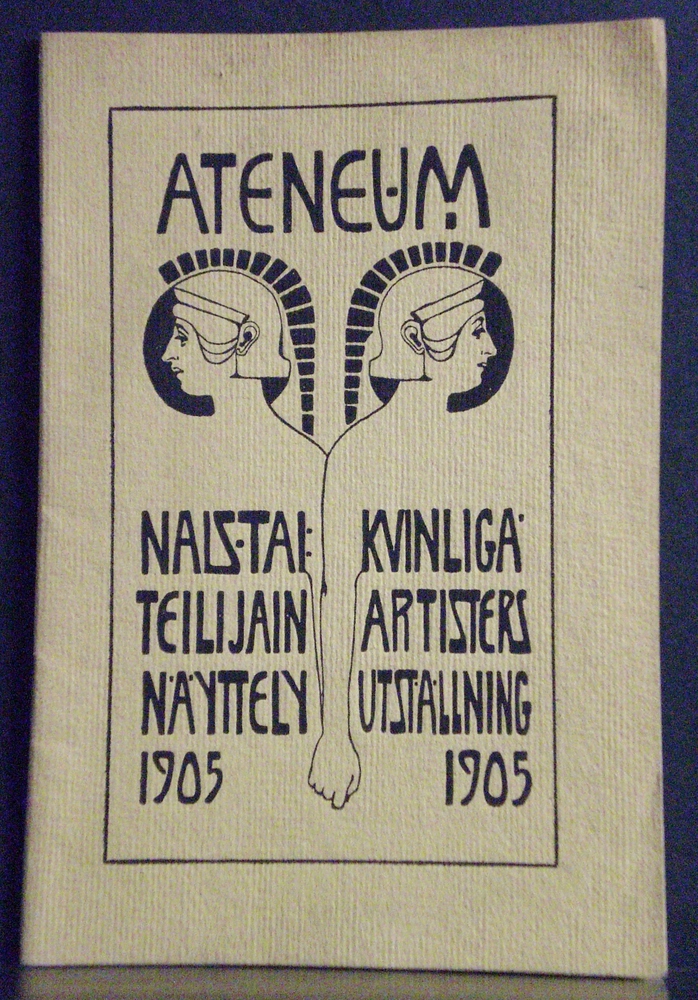 ATENEUM
NAIS·TAI:
TEILIJAIN
NÄYTTELY
1905
KVINLIGA
ARTISTERS
UTSTÄLLNING
1905